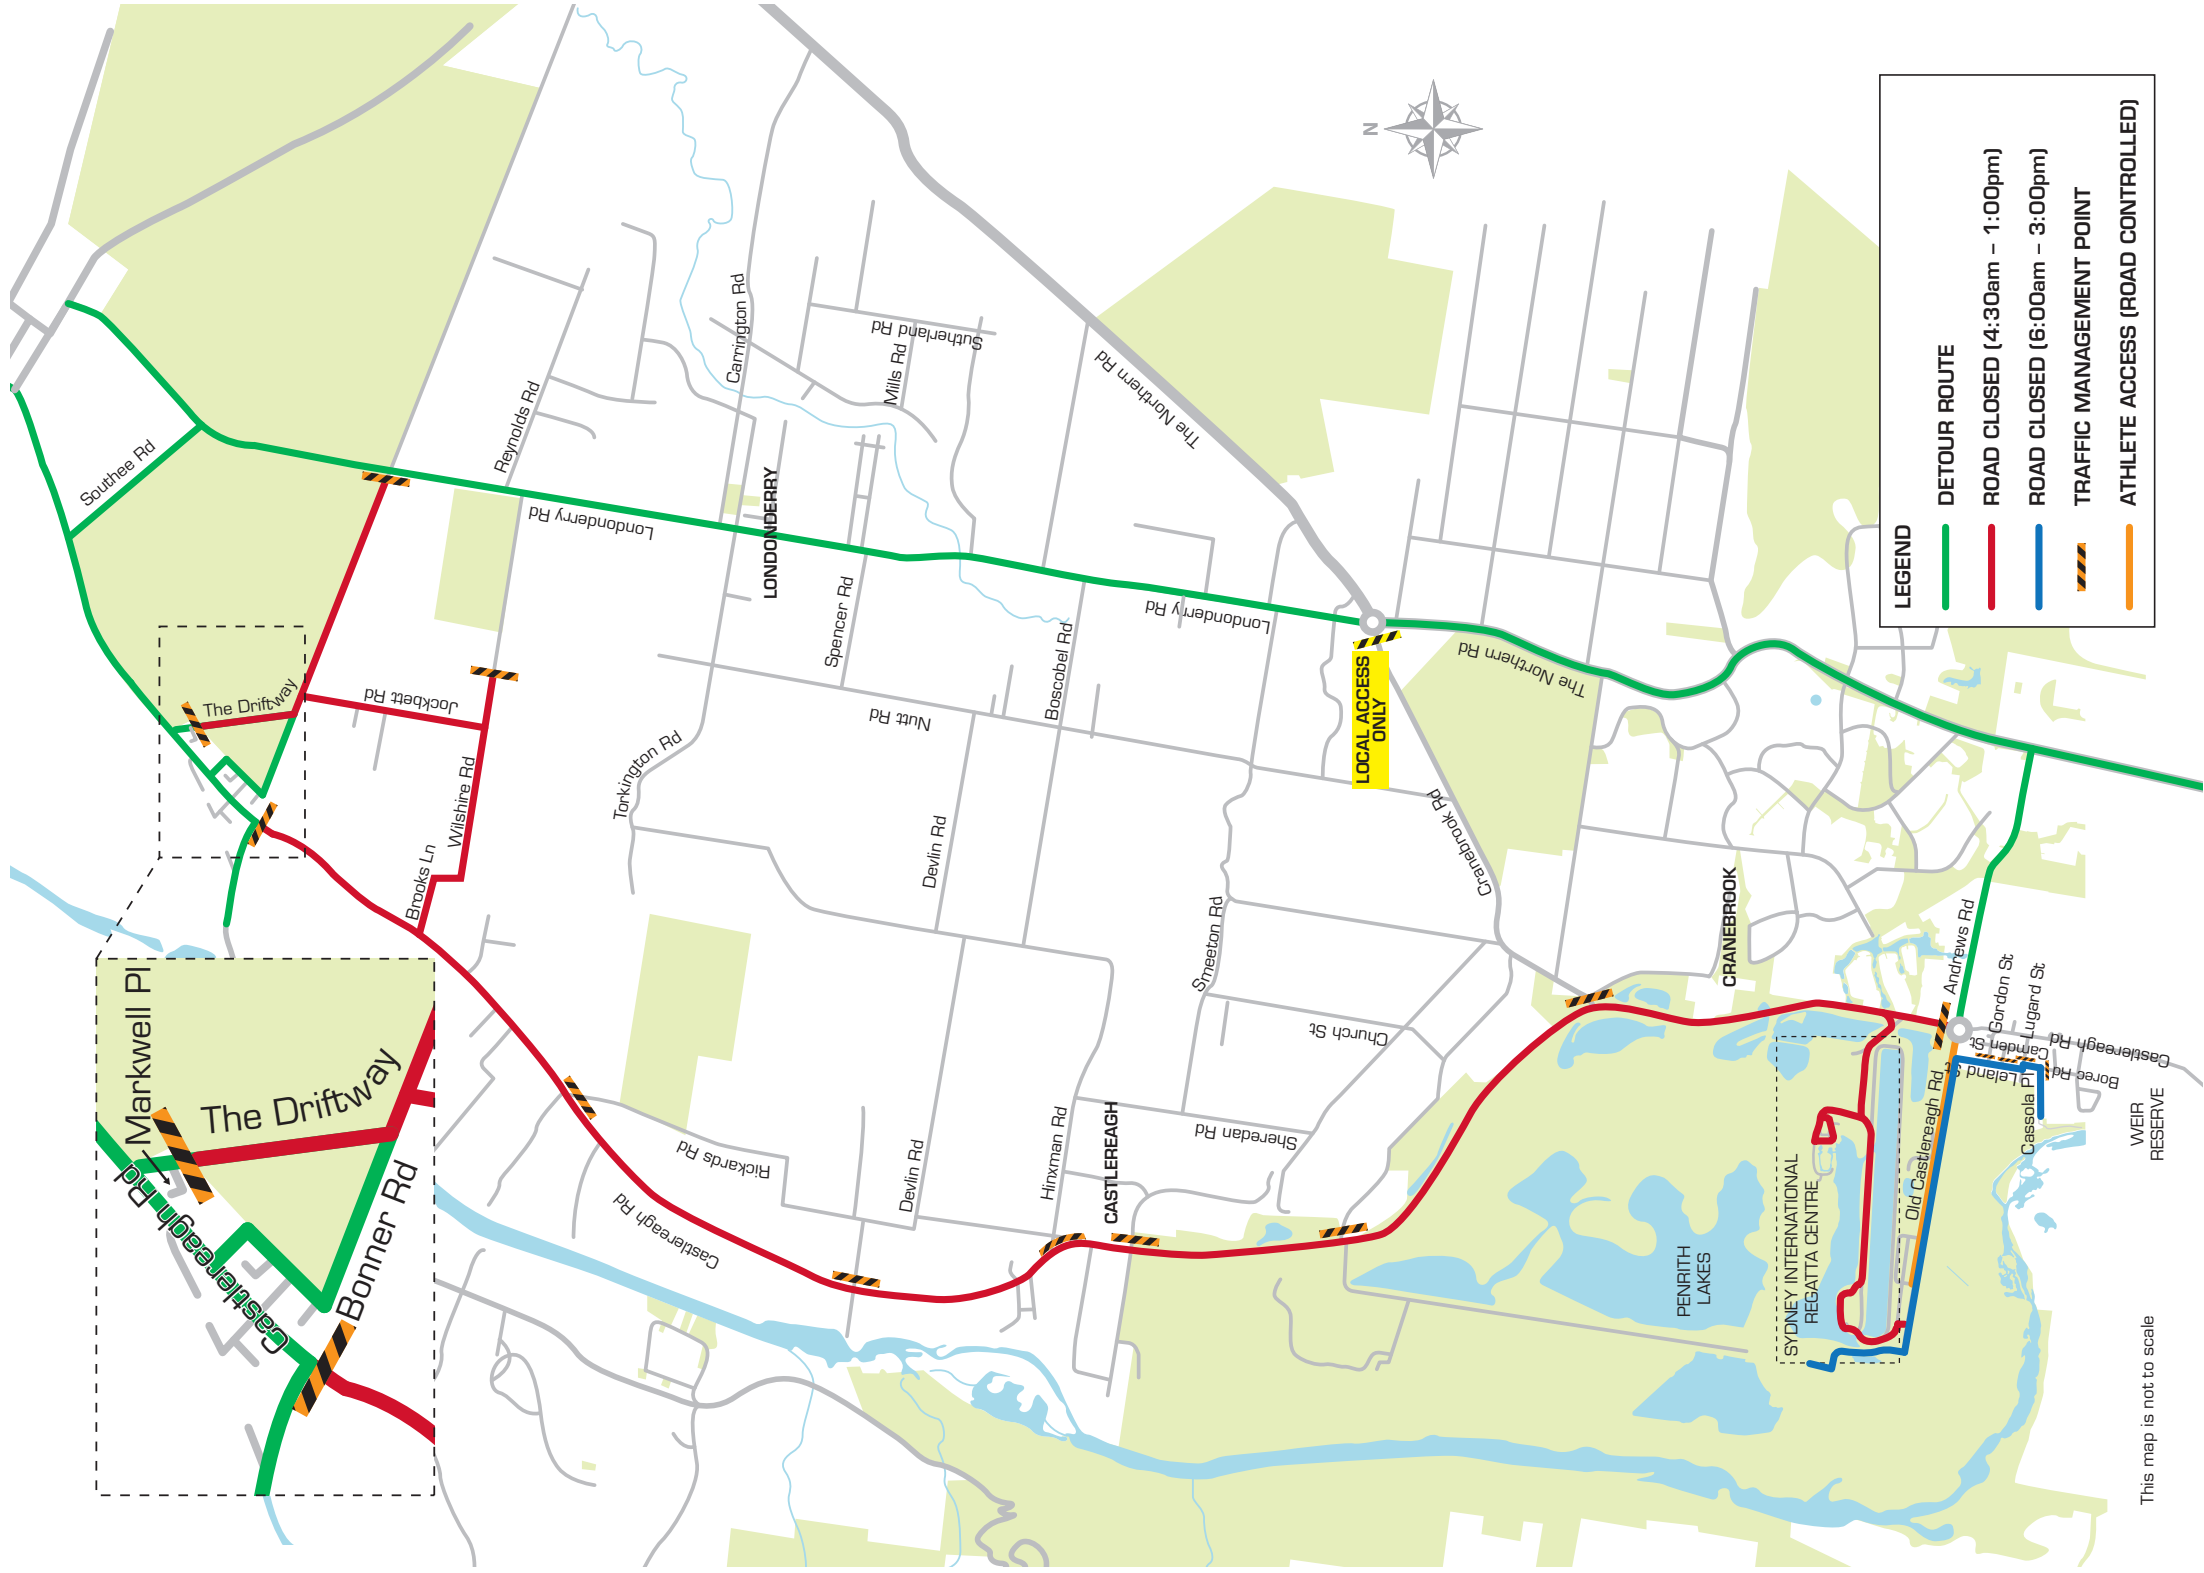 Southee Rd
The Driftway
Jockbett Rd
Wilshire Rd
Brooks Ln
Reynolds Rd
Londonderry Rd
Carrington Rd
LONDONDERRY
Torkington Rd
Spencer Rd
Nutt Rd
Mills Rd
Sutherland Rd
Devlin Rd
Boscobel Rd
Londonderry Rd
The Northern Rd
N
LOCAL ACCESS
ONLY
The Northern Rd
Cranebrook Rd
CRANEBROOK
Smeeton Rd
Church St
Sheredan Rd
Hinxman Rd
CASTLEREAGH
Devlin Rd
Rickards Rd
Castlereagh Rd
Markwell Pl
The Driftway
Castlereagh Rd
Bonner Rd
PENRITH
LAKES
SYDNEY INTERNATIONAL
REGATTA CENTRE
Old Castlereagh Rd
Andrews Rd
Gordon St
Lugard St
Camden St
Castlereagh Rd
Leland St
Borec Rd
Cassola Pl
WEIR
RESERVE
LEGEND
DETOUR ROUTE
ROAD CLOSED (4:30am – 1:00pm)
ROAD CLOSED (6:00am – 3:00pm)
TRAFFIC MANAGEMENT POINT
ATHLETE ACCESS (ROAD CONTROLLED)
This map is not to scale